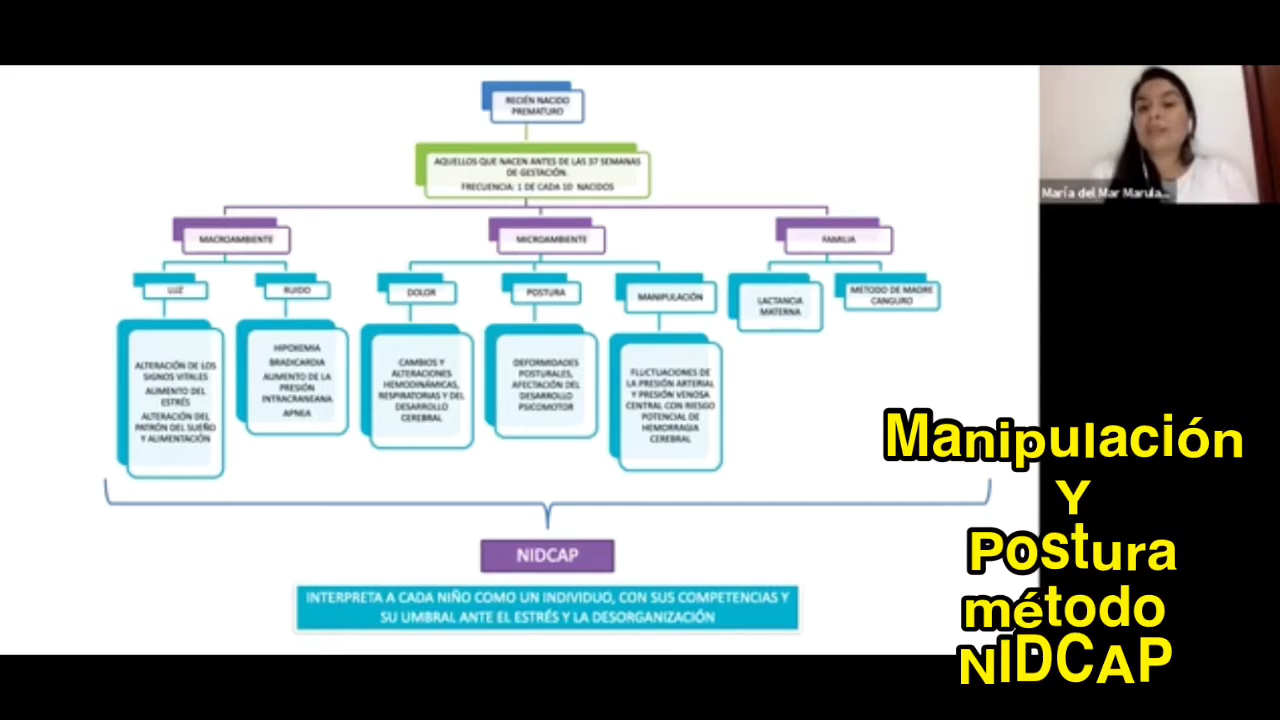 RECIÉN NACIDO
PREMATURO
AQUELLOS QUE NACEN ANTES DE LAS 37 SEMANAS
DE GESTACIÓN.
FRECUENCIA: 1 DE CADA 10 NACIDOS
MACROAMBIENTE
MICROAMBIENTE
FAMILIA
LUZ
RUIDO
DOLOR
POSTURA
MANIPULACIÓN
LACTANCIA
MATERNA
METODO DE MADRE
CANGURO
ALTERACIÓN DE LOS
SIGNOS VITALES
AUMENTO DEL
ESTRÉS
ALTERACIÓN DEL
PATRÓN DEL SUEÑO
Y ALIMENTACIÓN
HIPOXEMIA
BRADICARDIA
AUMENTO DE LA
PRESIÓN
INTRACRANEANA
APNEA
CAMBIOS Y
ALTERACIONES
HEMODINÁMICAS,
RESPIRATORIAS Y DEL
DESARROLLO
CEREBRAL
DEFORMIDADES
POSTURALES,
AFECTACIÓN DEL
DESARROLLO
PSICOMOTOR
FLUCTUACIONES DE
LA PRESIÓN ARTERIAL
Y PRESIÓN VENOSA
CENTRAL CON RIESGO
POTENCIAL DE
HEMORRAGIA
CEREBRAL
NIDCAP
INTERPRETA A CADA NIÑO COMO UN INDIVIDUO, CON SUS COMPETENCIAS Y
SU UMBRAL ANTE EL ESTRÉS Y LA DESORGANIZACIÓN
María del Mar Marula...
Manipulación
Y
Postura
método
NIDCAP